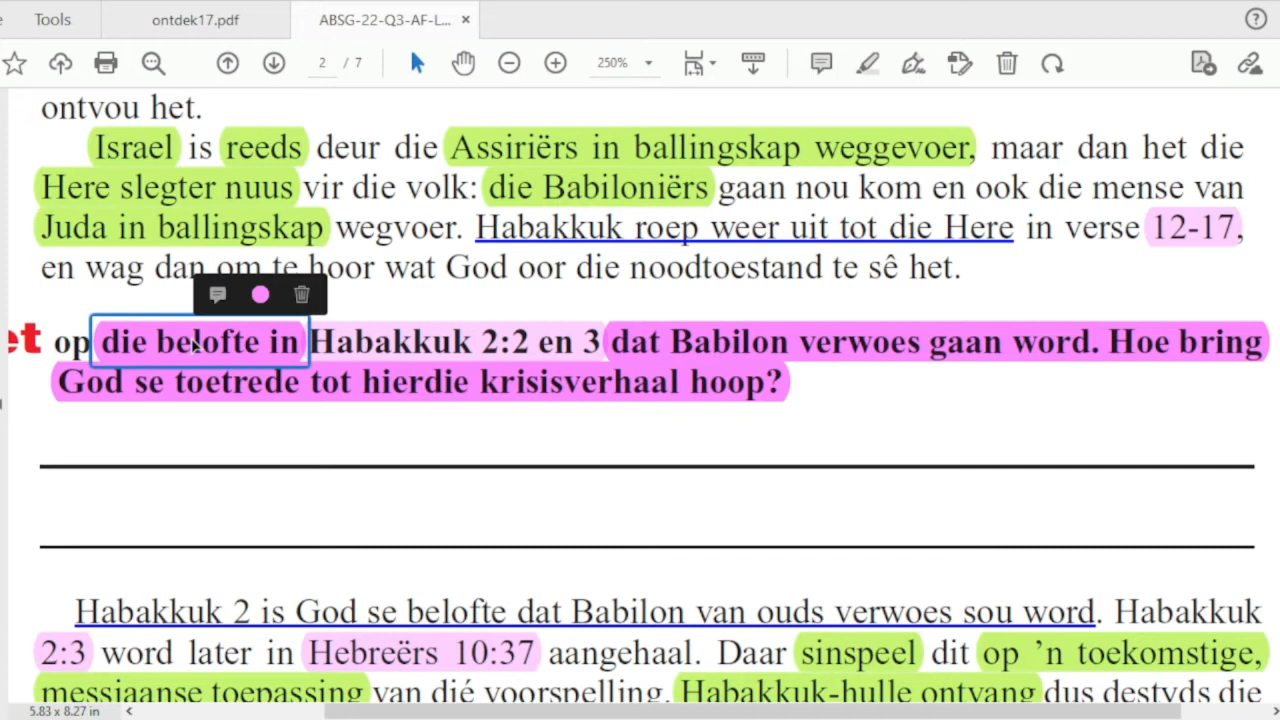 Tools
ontdek17.pdf
ABSG-22-Q3-AF-L...
2 / 7
250%
ontvou het.
Israel is reeds deur die Assiriërs in ballingskap weggevoer, maar dan het die
Here slegter nuus vir die volk: die Babiloniërs gaan nou kom en ook die mense van
Juda in ballingskap wegvoer. Habakkuk roep weer uit tot die Here in verse 12-17,
en wag dan om te hoor wat God oor die noodtoestand te sê het.
et op die belofte in Habakkuk 2:2 en 3 dat Babilon verwoes gaan word. Hoe bring
God se toetrede tot hierdie krisisverhaal hoop?
Habakkuk 2 is God se belofte dat Babilon van ouds verwoes sou word. Habakkuk
2:3 word later in Hebreërs 10:37 aangehaal. Daar sinspeel dit op ’n toekomstige,
messiaanse toepassing van dié voorspelling. Habakkuk-hulle ontvang dus destyds die
5.83 x 8.27 in